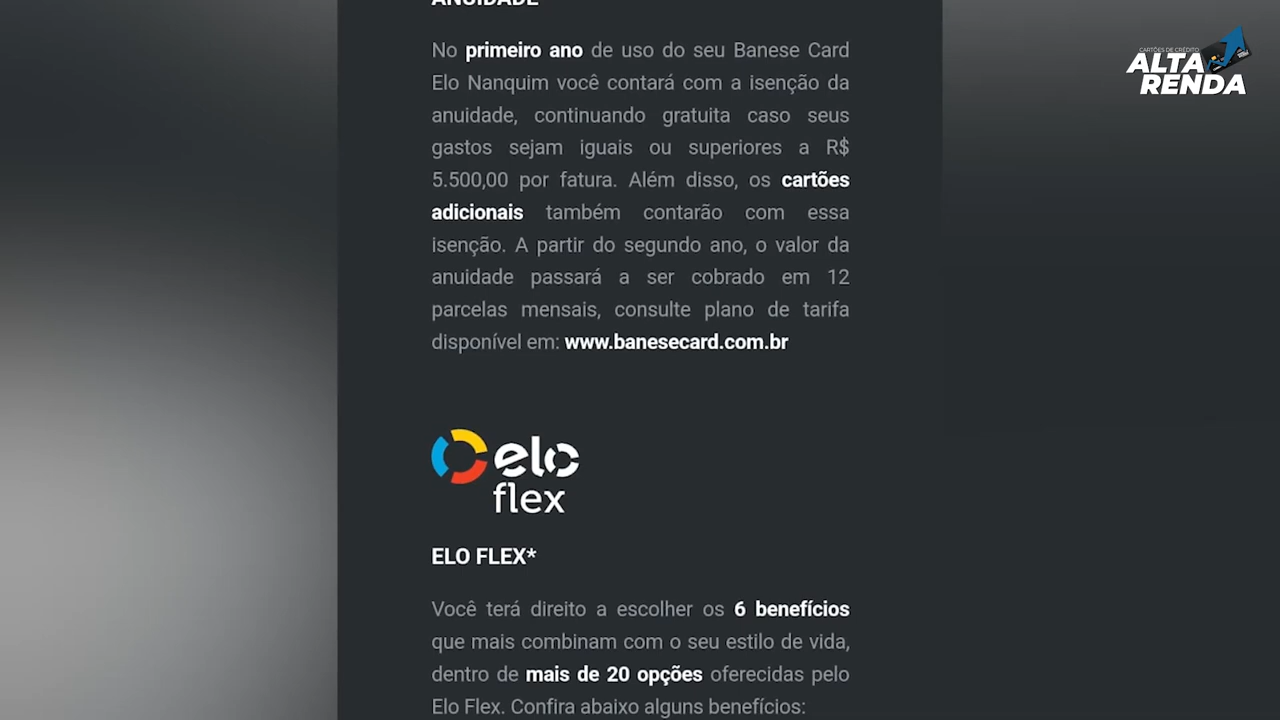 ANUIDADE
No primeiro ano de uso do seu Banese Card
Elo Nanquim você contará com a isenção da
anuidade, continuando gratuita caso seus
gastos sejam iguais ou superiores a R$
5.500,00 por fatura. Além disso, os cartões
adicionais também contarão com essa
isenção. A partir do segundo ano, o valor da
anuidade passará a ser cobrado em 12
parcelas mensais, consulte plano de tarifa
disponível em: www.banesecard.com.br
elo
flex
ELO FLEX*
Você terá direito a escolher os 6 benefícios
que mais combinam com o seu estilo de vida,
dentro de mais de 20 opções oferecidas pelo
Elo Flex. Confira abaixo alguns benefícios:
CARTÕES DE CRÉDITO
ALTA
RENDA